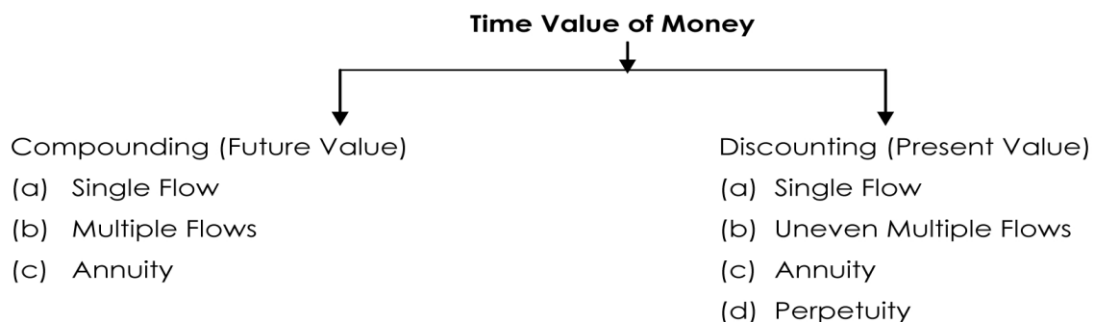 Time Value of Money
Compounding (Future Value)
(a) Single Flow
(b) Multiple Flows
(c) Annuity
Discounting (Present Value)
(a) Single Flow
(b) Uneven Multiple Flows
(c) Annuity
(d) Perpetuity